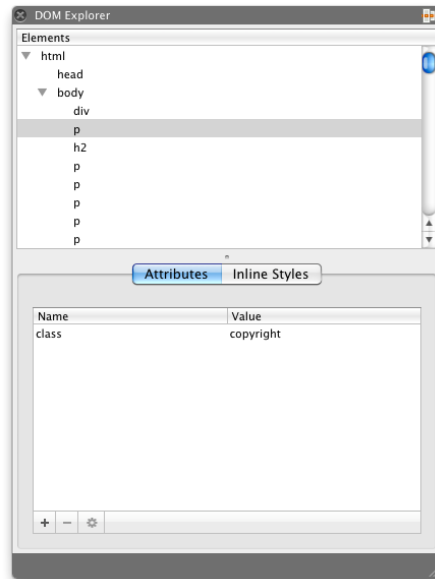 DOM Explorer
Elements
html
head
body
div
p
h2
p
p
p
p
p
Attributes Inline Styles
Name Value
class copyright